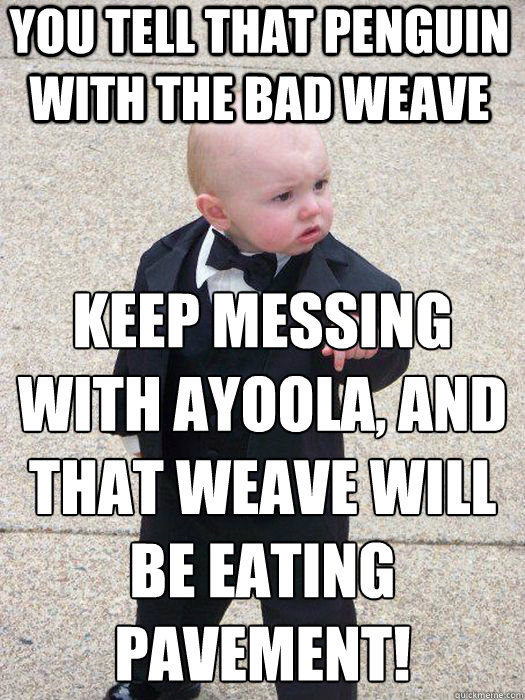 YOU TELL THAT PENGUIN
WITH THE BAD WEAVE
KEEP MESSING
WITH AYOOLA, AND
THAT WEAVE WILL
BE EATING
PAVEMENT!
quickmeme.com